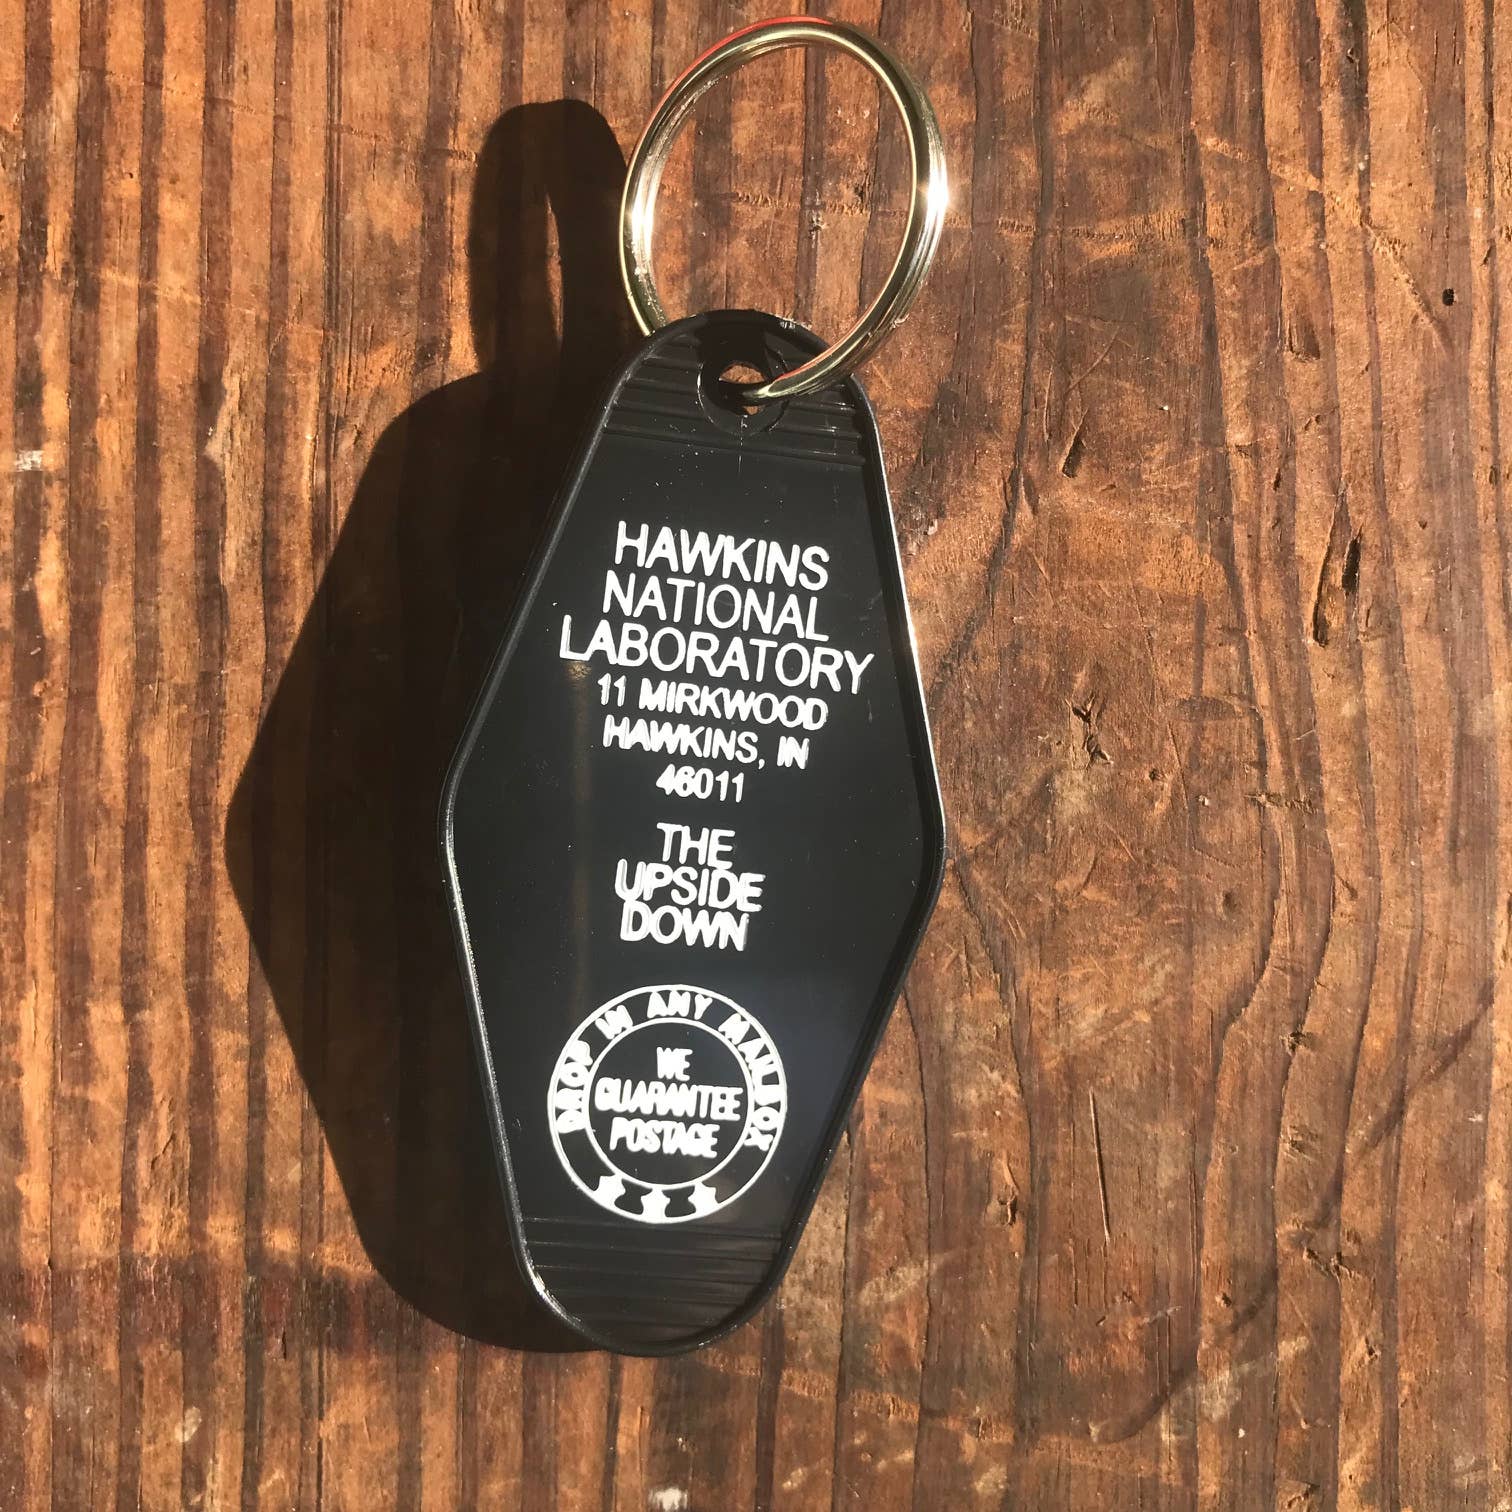 HAWKINS
NATIONAL
LABORATORY
11 MIRKWOOD
HAWKINS, IN
46011
THE
UPSIDE
DOWN
DROP IN ANY MAILBOX
WE
GUARANTEE
POSTAGE